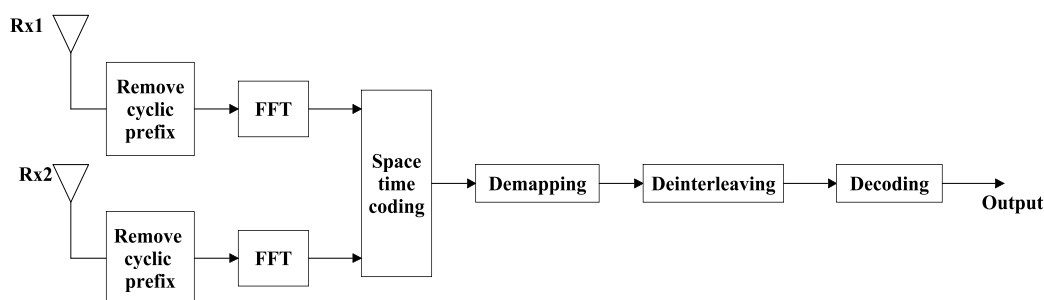 Rx1
Remove
cyclic
prefix
FFT
Rx2
Remove
cyclic
prefix
FFT
Space
time
coding
Demapping
Deinterleaving
Decoding
Output